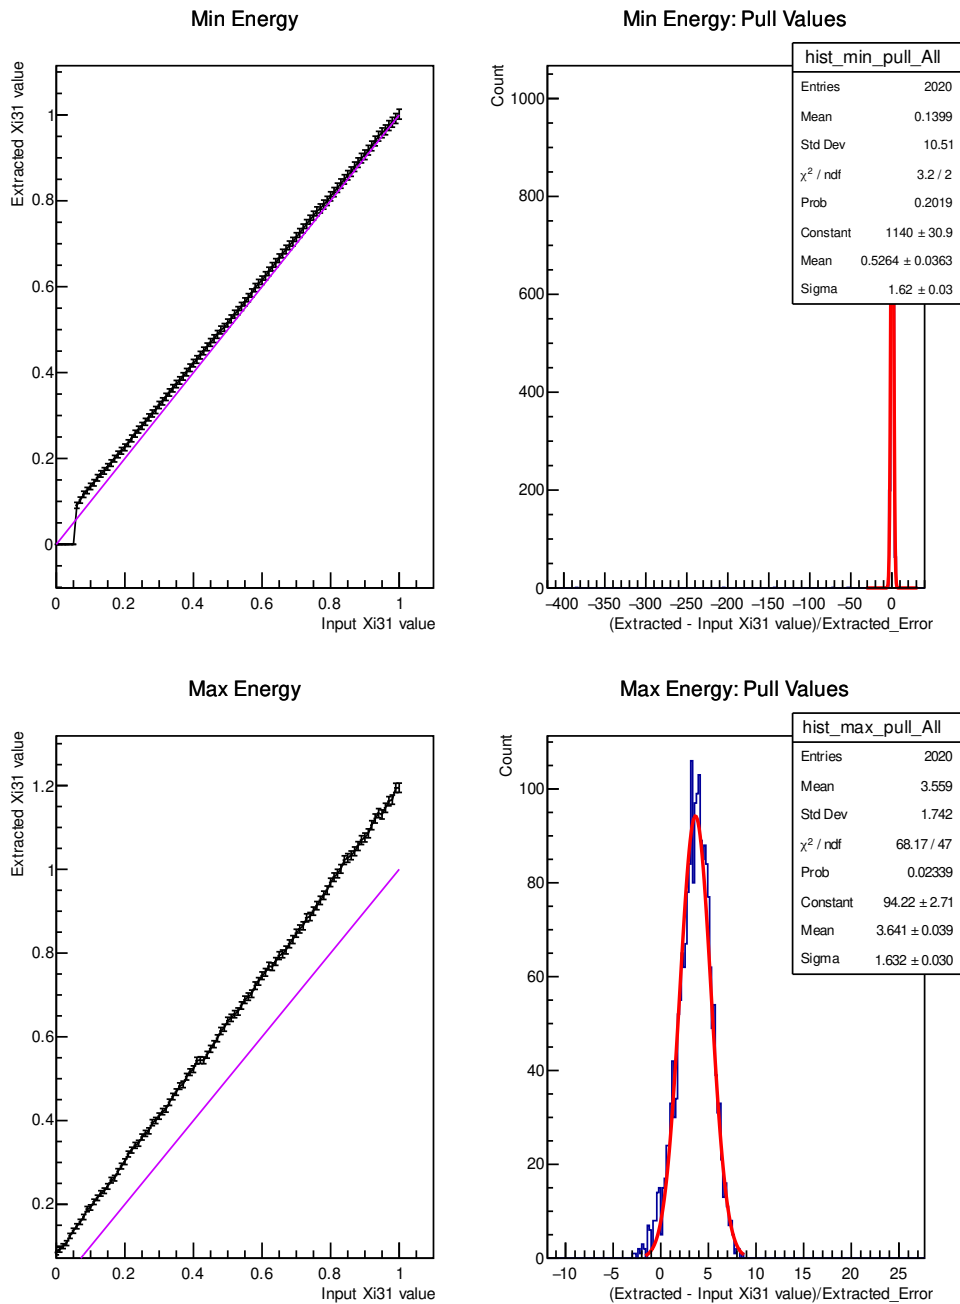 Min Energy
Extracted Xi31 value
1
0.8
0.6
0.4
0.2
0
0 0.2 0.4 0.6 0.8 1
Input Xi31 value
Min Energy: Pull Values
Count
1000
800
600
400
200
0
−400 −350 −300 −250 −200 −150 −100 −50 0
(Extracted - Input Xi31 value)/Extracted_Error
hist_min_pull_All
Entries 2020
Mean 0.1399
Std Dev 10.51
χ² / ndf 3.2 / 2
Prob 0.2019
Constant 1140 ± 30.9
Mean 0.5264 ± 0.0363
Sigma 1.62 ± 0.03
Max Energy
Extracted Xi31 value
1.2
1
0.8
0.6
0.4
0.2
0 0.2 0.4 0.6 0.8 1
Input Xi31 value
Max Energy: Pull Values
Count
100
80
60
40
20
0
−10 −5 0 5 10 15 20 25
(Extracted - Input Xi31 value)/Extracted_Error
hist_max_pull_All
Entries 2020
Mean 3.559
Std Dev 1.742
χ² / ndf 68.17 / 47
Prob 0.02339
Constant 94.22 ± 2.71
Mean 3.641 ± 0.039
Sigma 1.632 ± 0.030